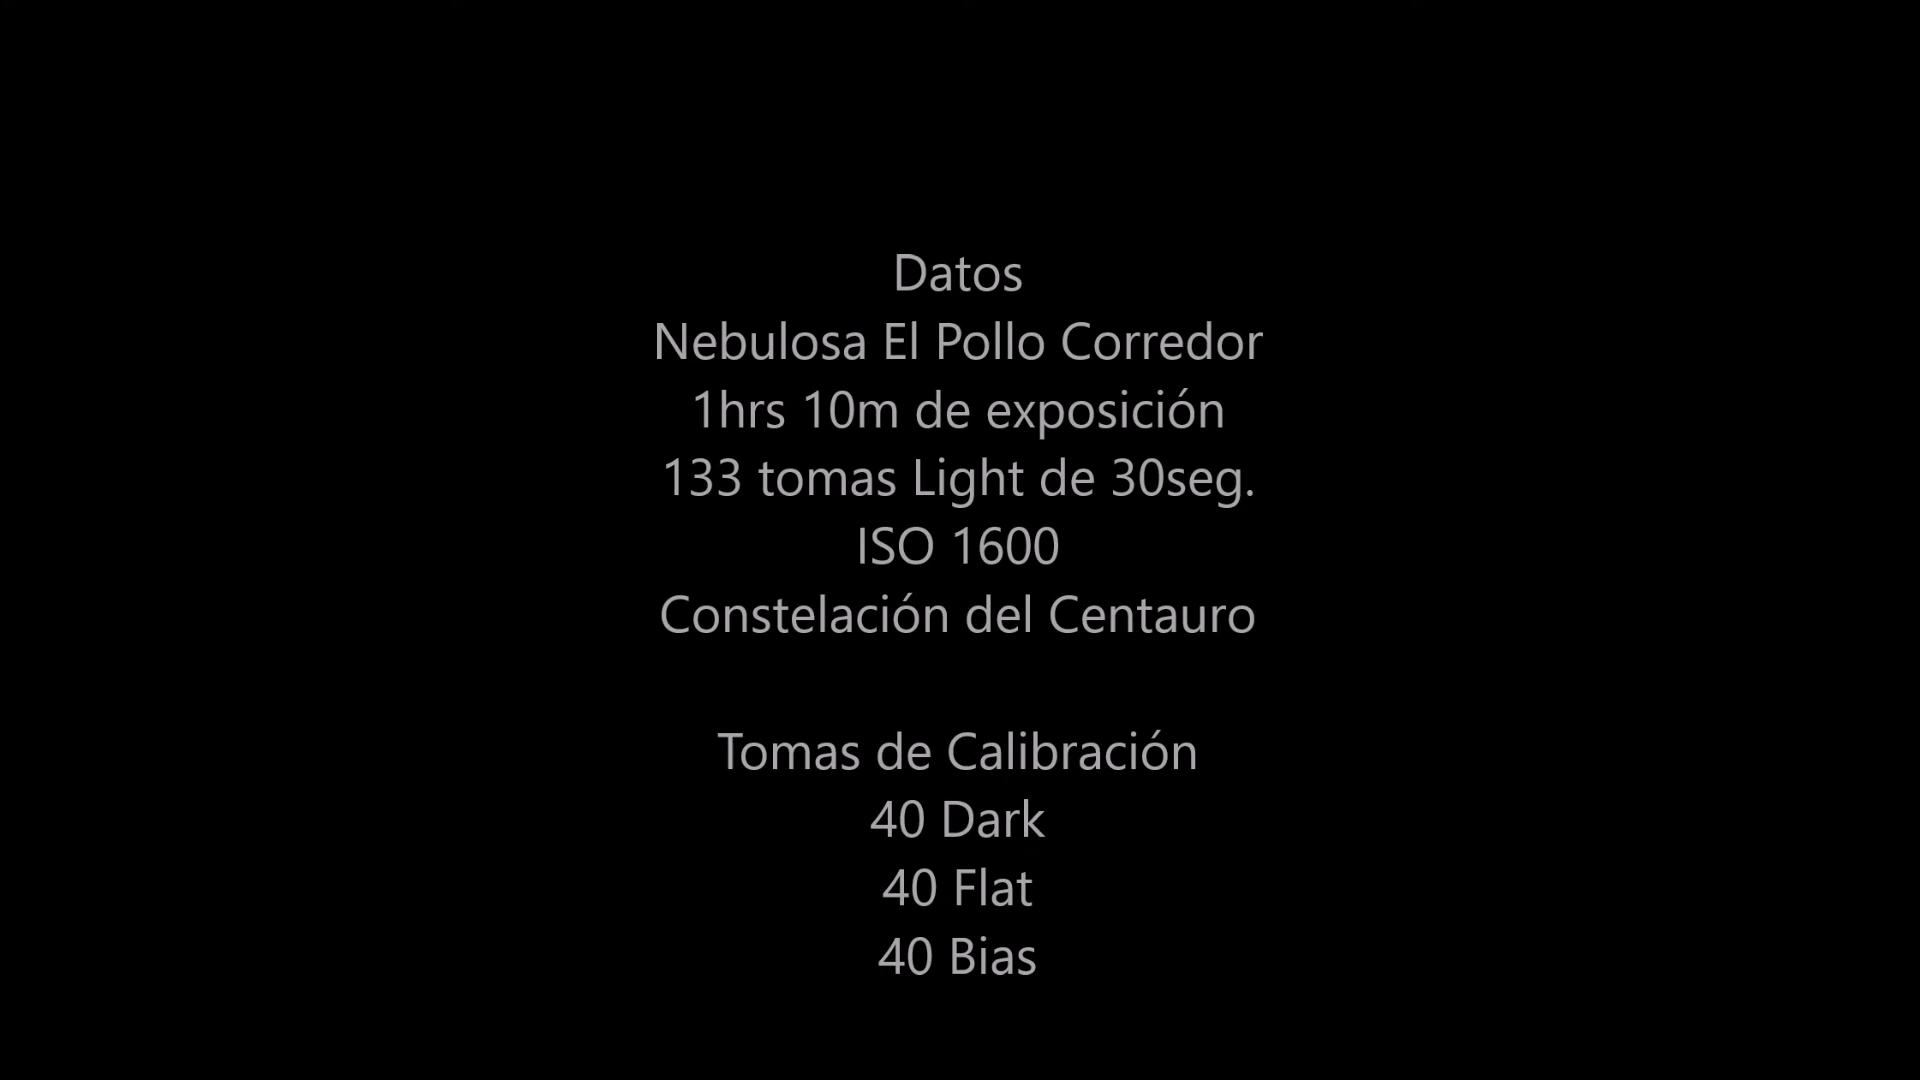 Datos
Nebulosa El Pollo Corredor
1hrs 10m de exposición
133 tomas Light de 30seg.
ISO 1600
Constelación del Centauro
Tomas de Calibración
40 Dark
40 Flat
40 Bias